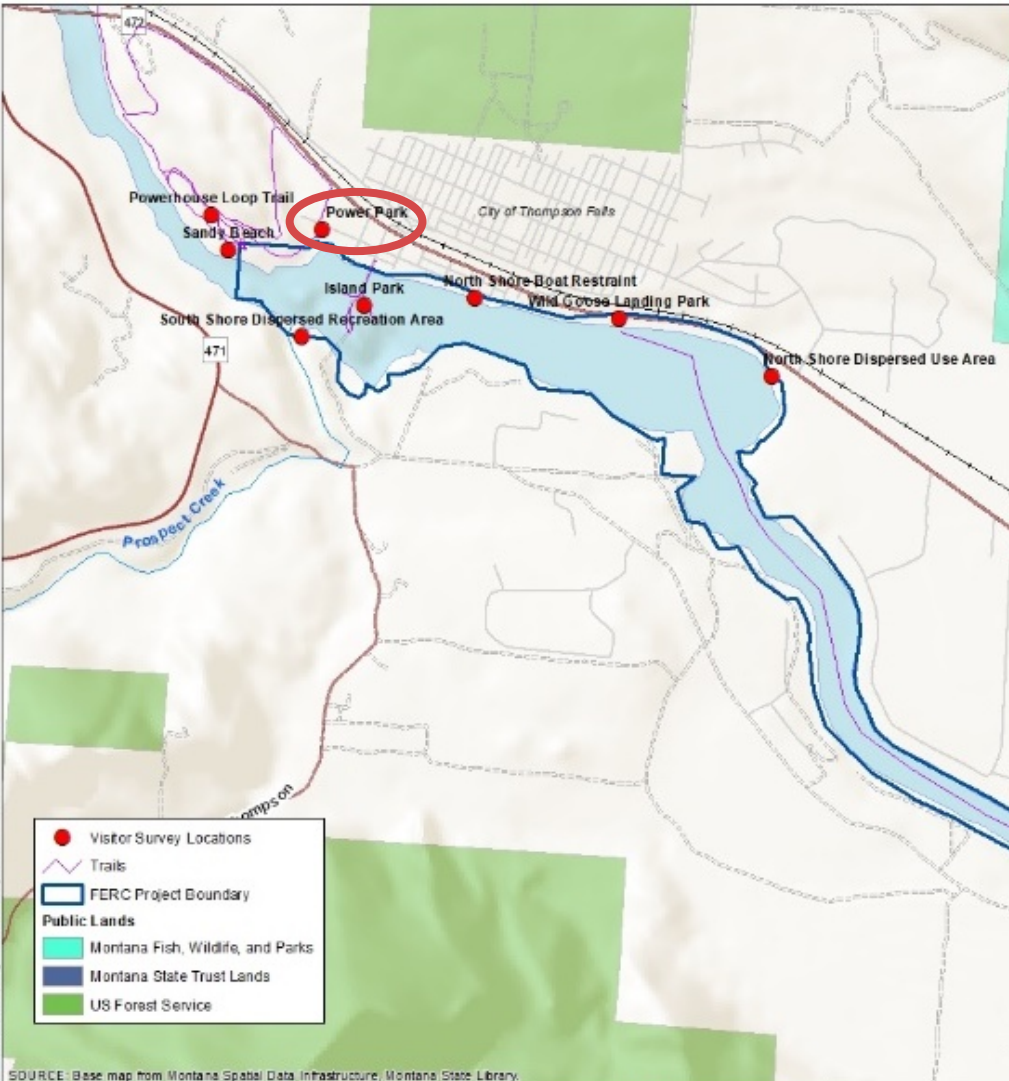 472
Powerhouse Loop Trail
Power Park
City of Thompson Falls
Sandy Beach
Island Park
North Shore Boat Restraint
Wild Goose Landing Park
South Shore Dispersed Recreation Area
471
North Shore Dispersed Use Area
Prospect Creek
ompson
Visitor Survey Locations
Trails
FERC Project Boundary
Public Lands
Montana Fish, Wildlife, and Parks
Montana State Trust Lands
US Forest Service
SOURCE: Base map from Montana Spatial Data Infrastructure, Montana State Library.